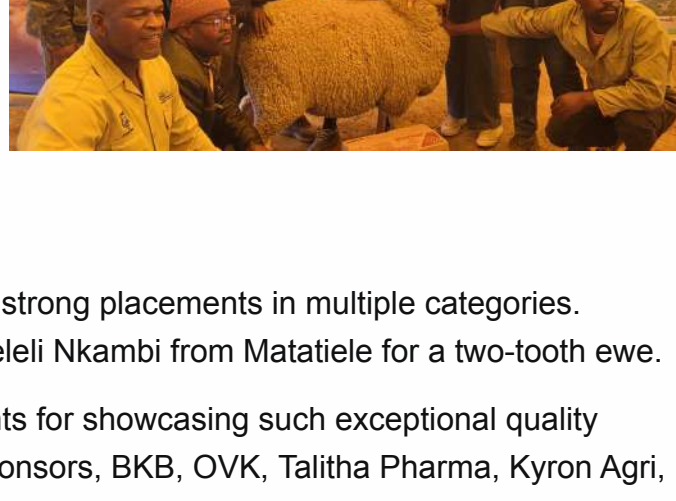 strong placements in multiple categories.
eleli Nkambi from Matatiele for a two-tooth ewe.
ts for showcasing such exceptional quality
onsors, BKB, OVK, Talitha Pharma, Kyron Agri,